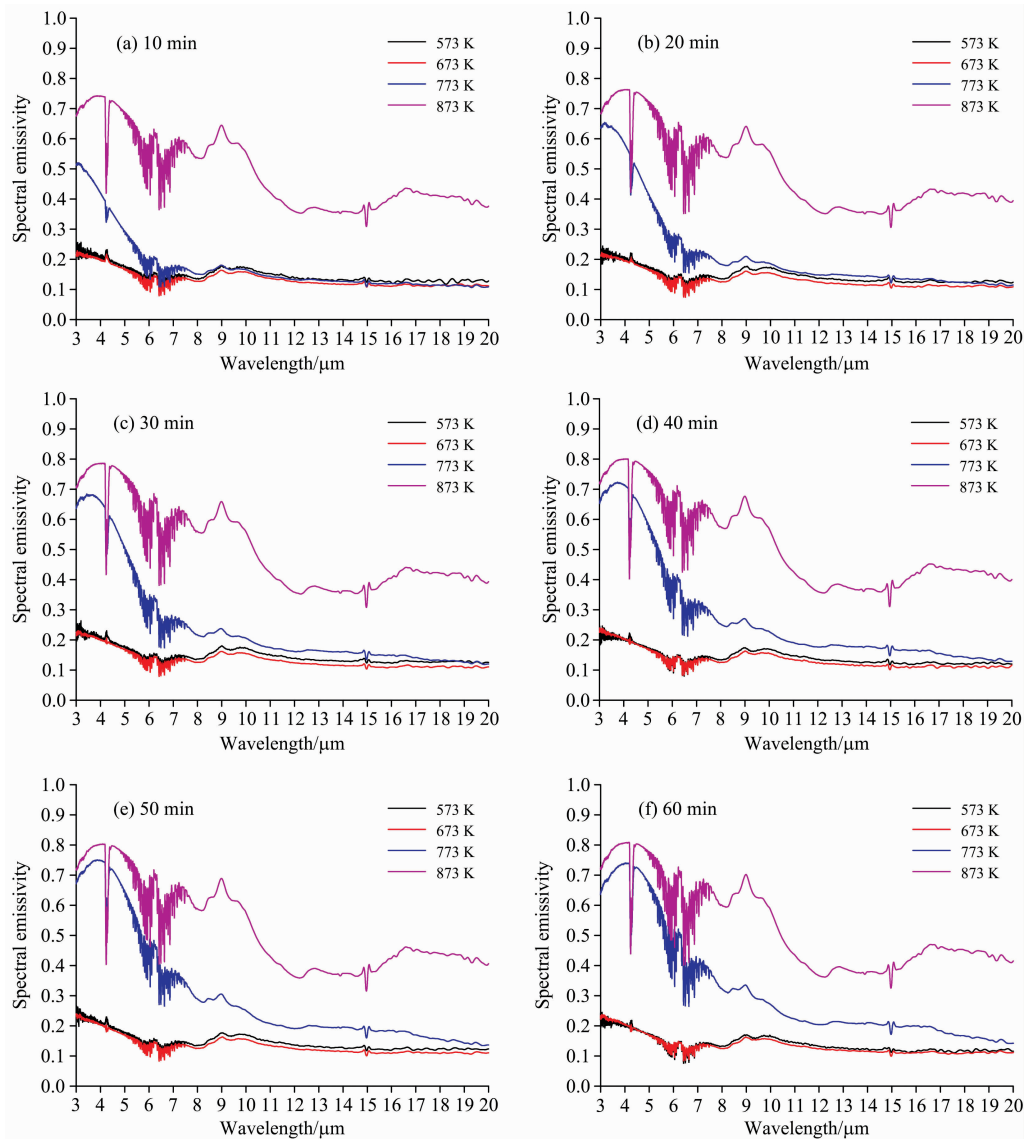 1.0
0.9
0.8
0.7
0.6
0.5
0.4
0.3
0.2
0.1
0.0
Spectral emissivity
(a) 10 min
573 K
673 K
773 K
873 K
3 4 5 6 7 8 9 10 11 12 13 14 15 16 17 18 19 20
Wavelength/μm
1.0
0.9
0.8
0.7
0.6
0.5
0.4
0.3
0.2
0.1
0.0
Spectral emissivity
(b) 20 min
573 K
673 K
773 K
873 K
3 4 5 6 7 8 9 10 11 12 13 14 15 16 17 18 19 20
Wavelength/μm
1.0
0.9
0.8
0.7
0.6
0.5
0.4
0.3
0.2
0.1
0.0
Spectral emissivity
(c) 30 min
573 K
673 K
773 K
873 K
3 4 5 6 7 8 9 10 11 12 13 14 15 16 17 18 19 20
Wavelength/μm
1.0
0.9
0.8
0.7
0.6
0.5
0.4
0.3
0.2
0.1
0.0
Spectral emissivity
(d) 40 min
573 K
673 K
773 K
873 K
3 4 5 6 7 8 9 10 11 12 13 14 15 16 17 18 19 20
Wavelength/μm
1.0
0.9
0.8
0.7
0.6
0.5
0.4
0.3
0.2
0.1
0.0
Spectral emissivity
(e) 50 min
573 K
673 K
773 K
873 K
3 4 5 6 7 8 9 10 11 12 13 14 15 16 17 18 19 20
Wavelength/μm
1.0
0.9
0.8
0.7
0.6
0.5
0.4
0.3
0.2
0.1
0.0
Spectral emissivity
(f) 60 min
573 K
673 K
773 K
873 K
3 4 5 6 7 8 9 10 11 12 13 14 15 16 17 18 19 20
Wavelength/μm